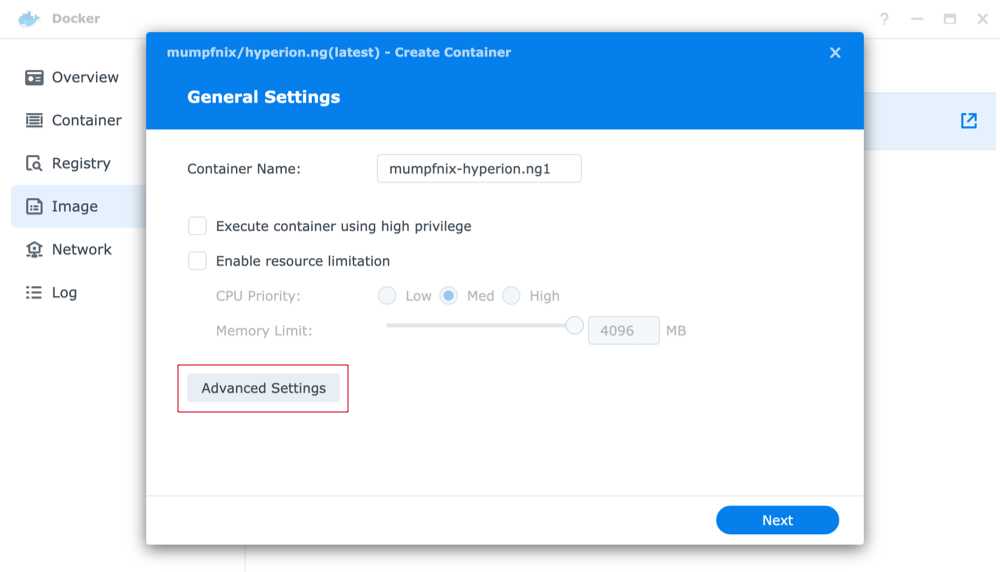 Docker
?
Overview
Container
Registry
Image
Network
Log
mumpfnix/hyperion.ng(latest) - Create Container
General Settings
Container Name: mumpfnix-hyperion.ng1
Execute container using high privilege
Enable resource limitation
CPU Priority: Low Med High
Memory Limit: 4096 MB
Advanced Settings
Next